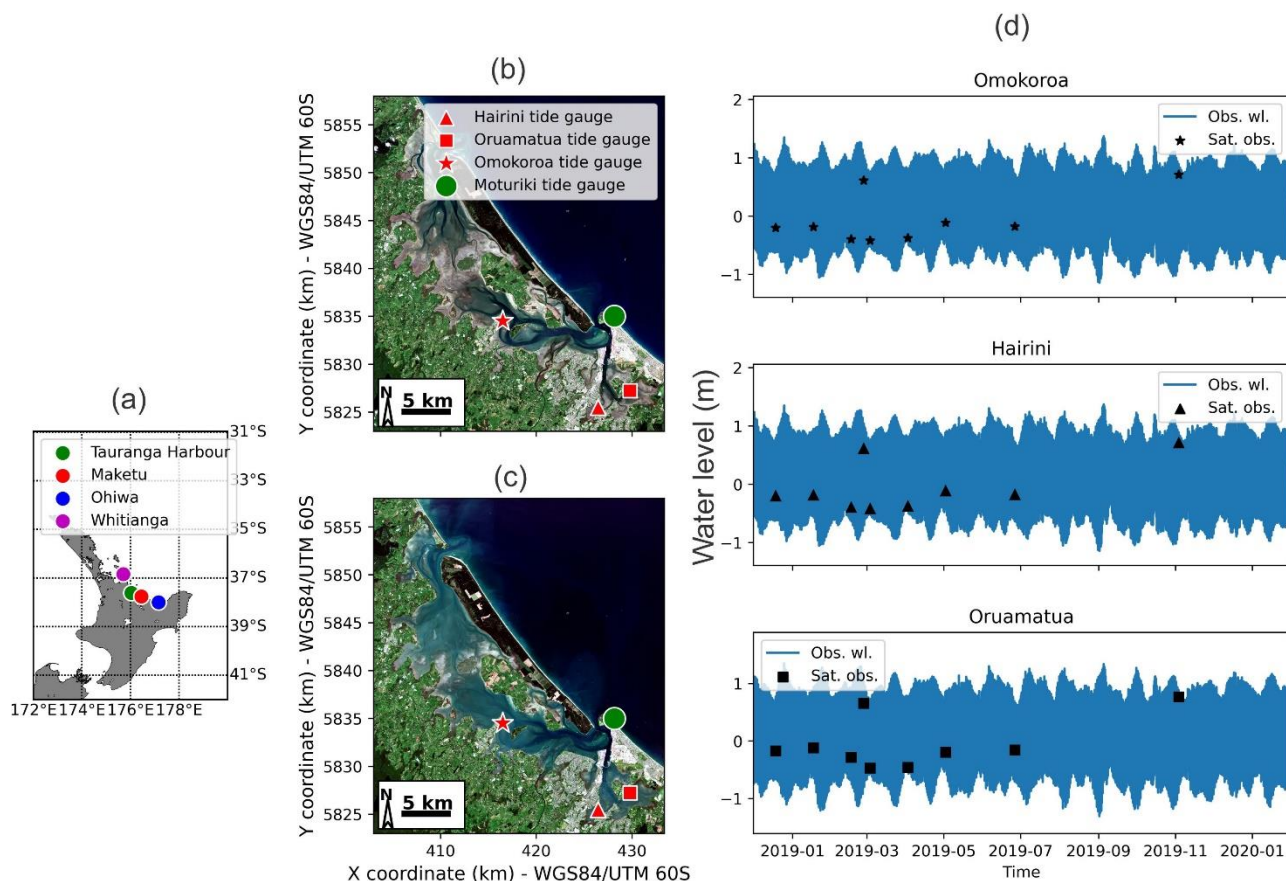 (a)
31°S
33°S
35°S
37°S
39°S
41°S
172°E
174°E
176°E
178°E
Tauranga Harbour
Maketu
Ohiwa
Whitianga
(b)
Y coordinate (km) - WGS84/UTM 60S
5855
5850
5845
5840
5835
5830
5825
Hairini tide gauge
Oruamatua tide gauge
Omokoroa tide gauge
Moturiki tide gauge
N
5 km
(c)
Y coordinate (km) - WGS84/UTM 60S
5855
5850
5845
5840
5835
5830
5825
N
5 km
410
420
430
X coordinate (km) - WGS84/UTM 60S
(d)
Water level (m)
Omokoroa
2
1
0
−1
Obs. wl.
Sat. obs.
Hairini
2
1
0
−1
Obs. wl.
Sat. obs.
Oruamatua
1
0
−1
Obs. wl.
Sat. obs.
2019-01
2019-03
2019-05
2019-07
2019-09
2019-11
2020-01
Time